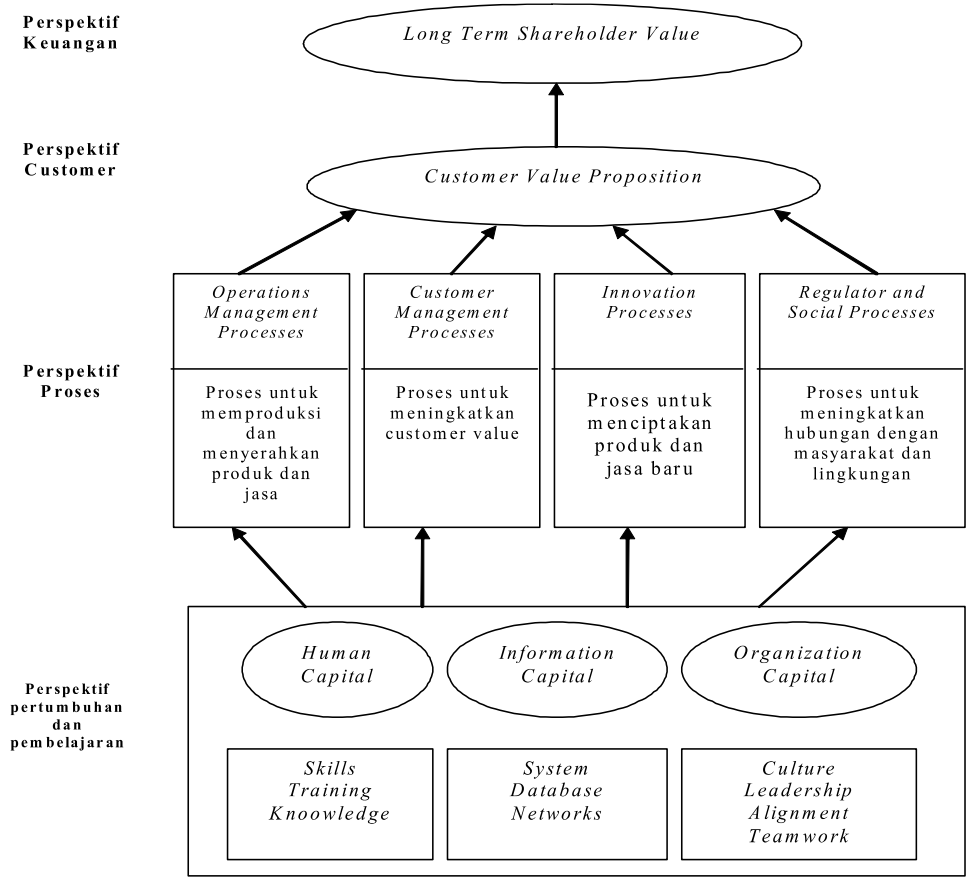 Perspektif
Keuangan
Long Term Shareholder Value
Perspektif
Customer
Customer Value Proposition
Operations
Management
Processes
Customer
Management
Processes
Innovation
Processes
Regulator and
Social Processes
Perspektif
Proses
Proses untuk
memproduksi
dan
menyerahkan
produk dan
jasa
Proses untuk
meningkatkan
customer value
Proses untuk
menciptakan
produk dan
jasa baru
Proses untuk
meningkatkan
hubungan dengan
masyarakat dan
lingkungan
Perspektif
pertumbuhan
dan
pembelajaran
Human
Capital
Information
Capital
Organization
Capital
Skills
Training
Knoowledge
System
Database
Networks
Culture
Leadership
Alignment
Teamwork